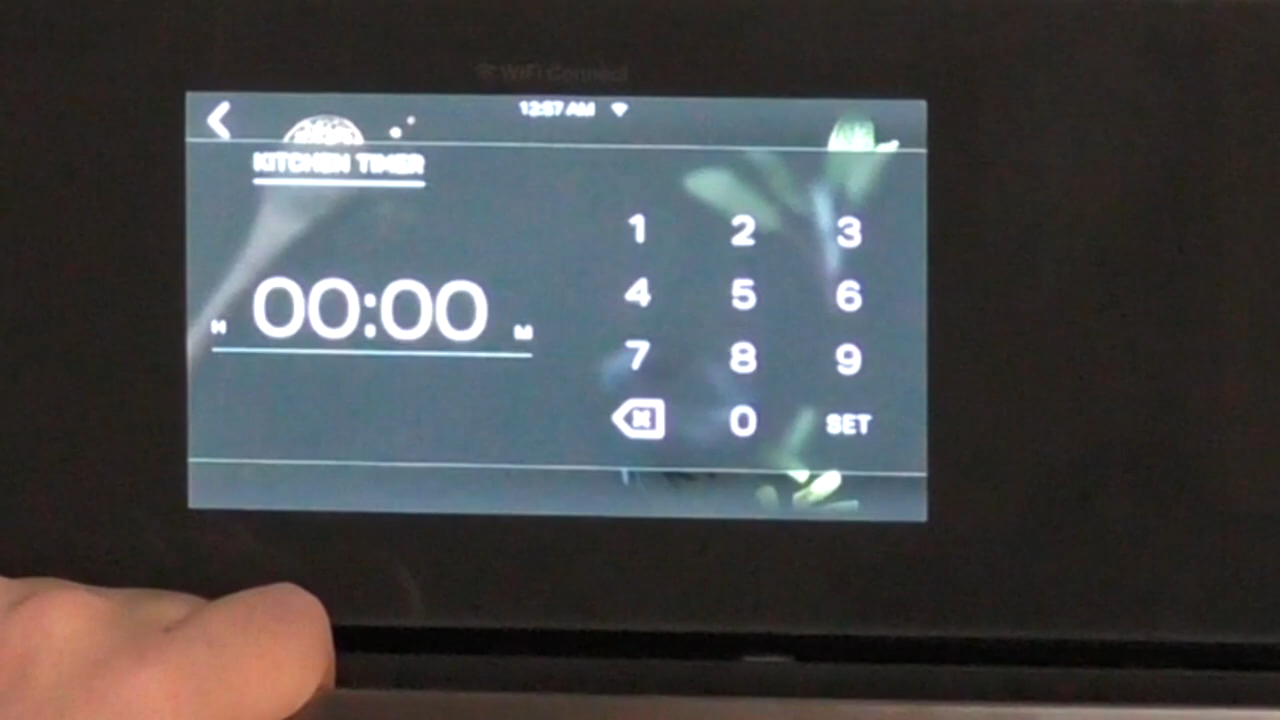 WiFi Connect
12:57 AM
KITCHEN TIMER
H 00:00 M
1 2 3
4 5 6
7 8 9
0 SET